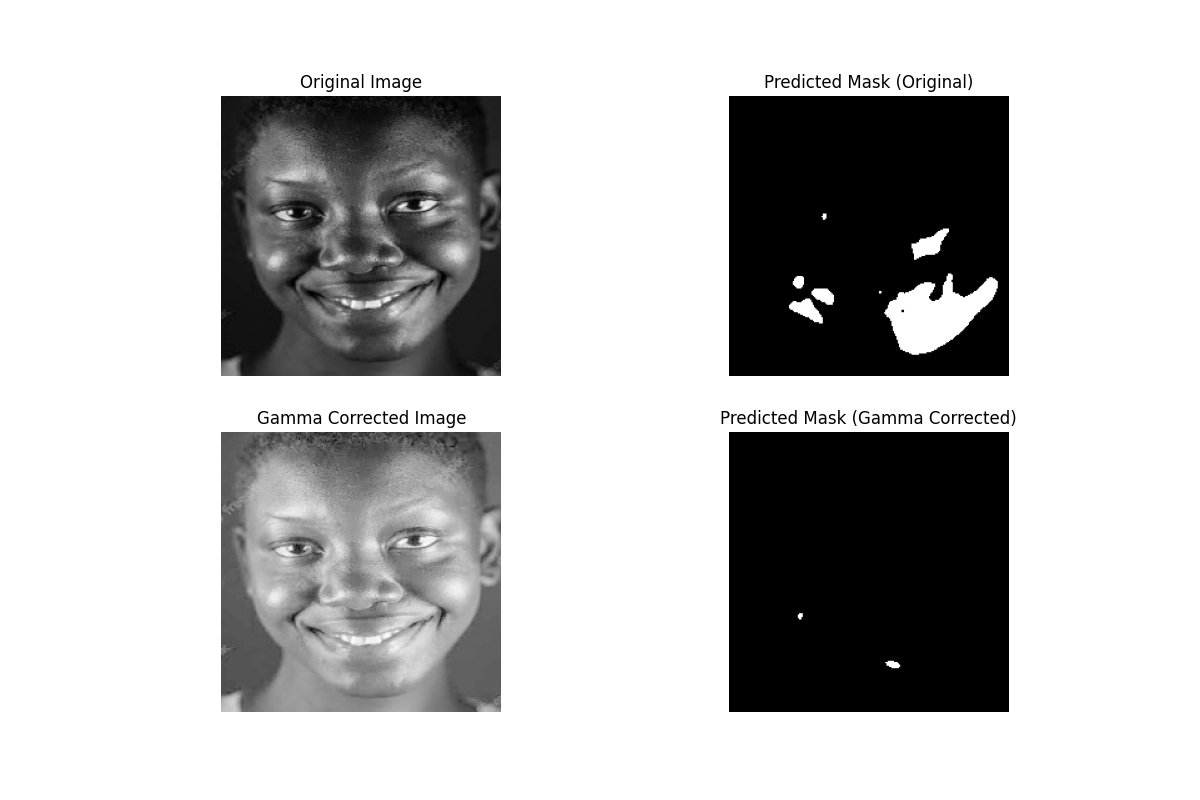 Original Image
Predicted Mask (Original)
Gamma Corrected Image
Predicted Mask (Gamma Corrected)